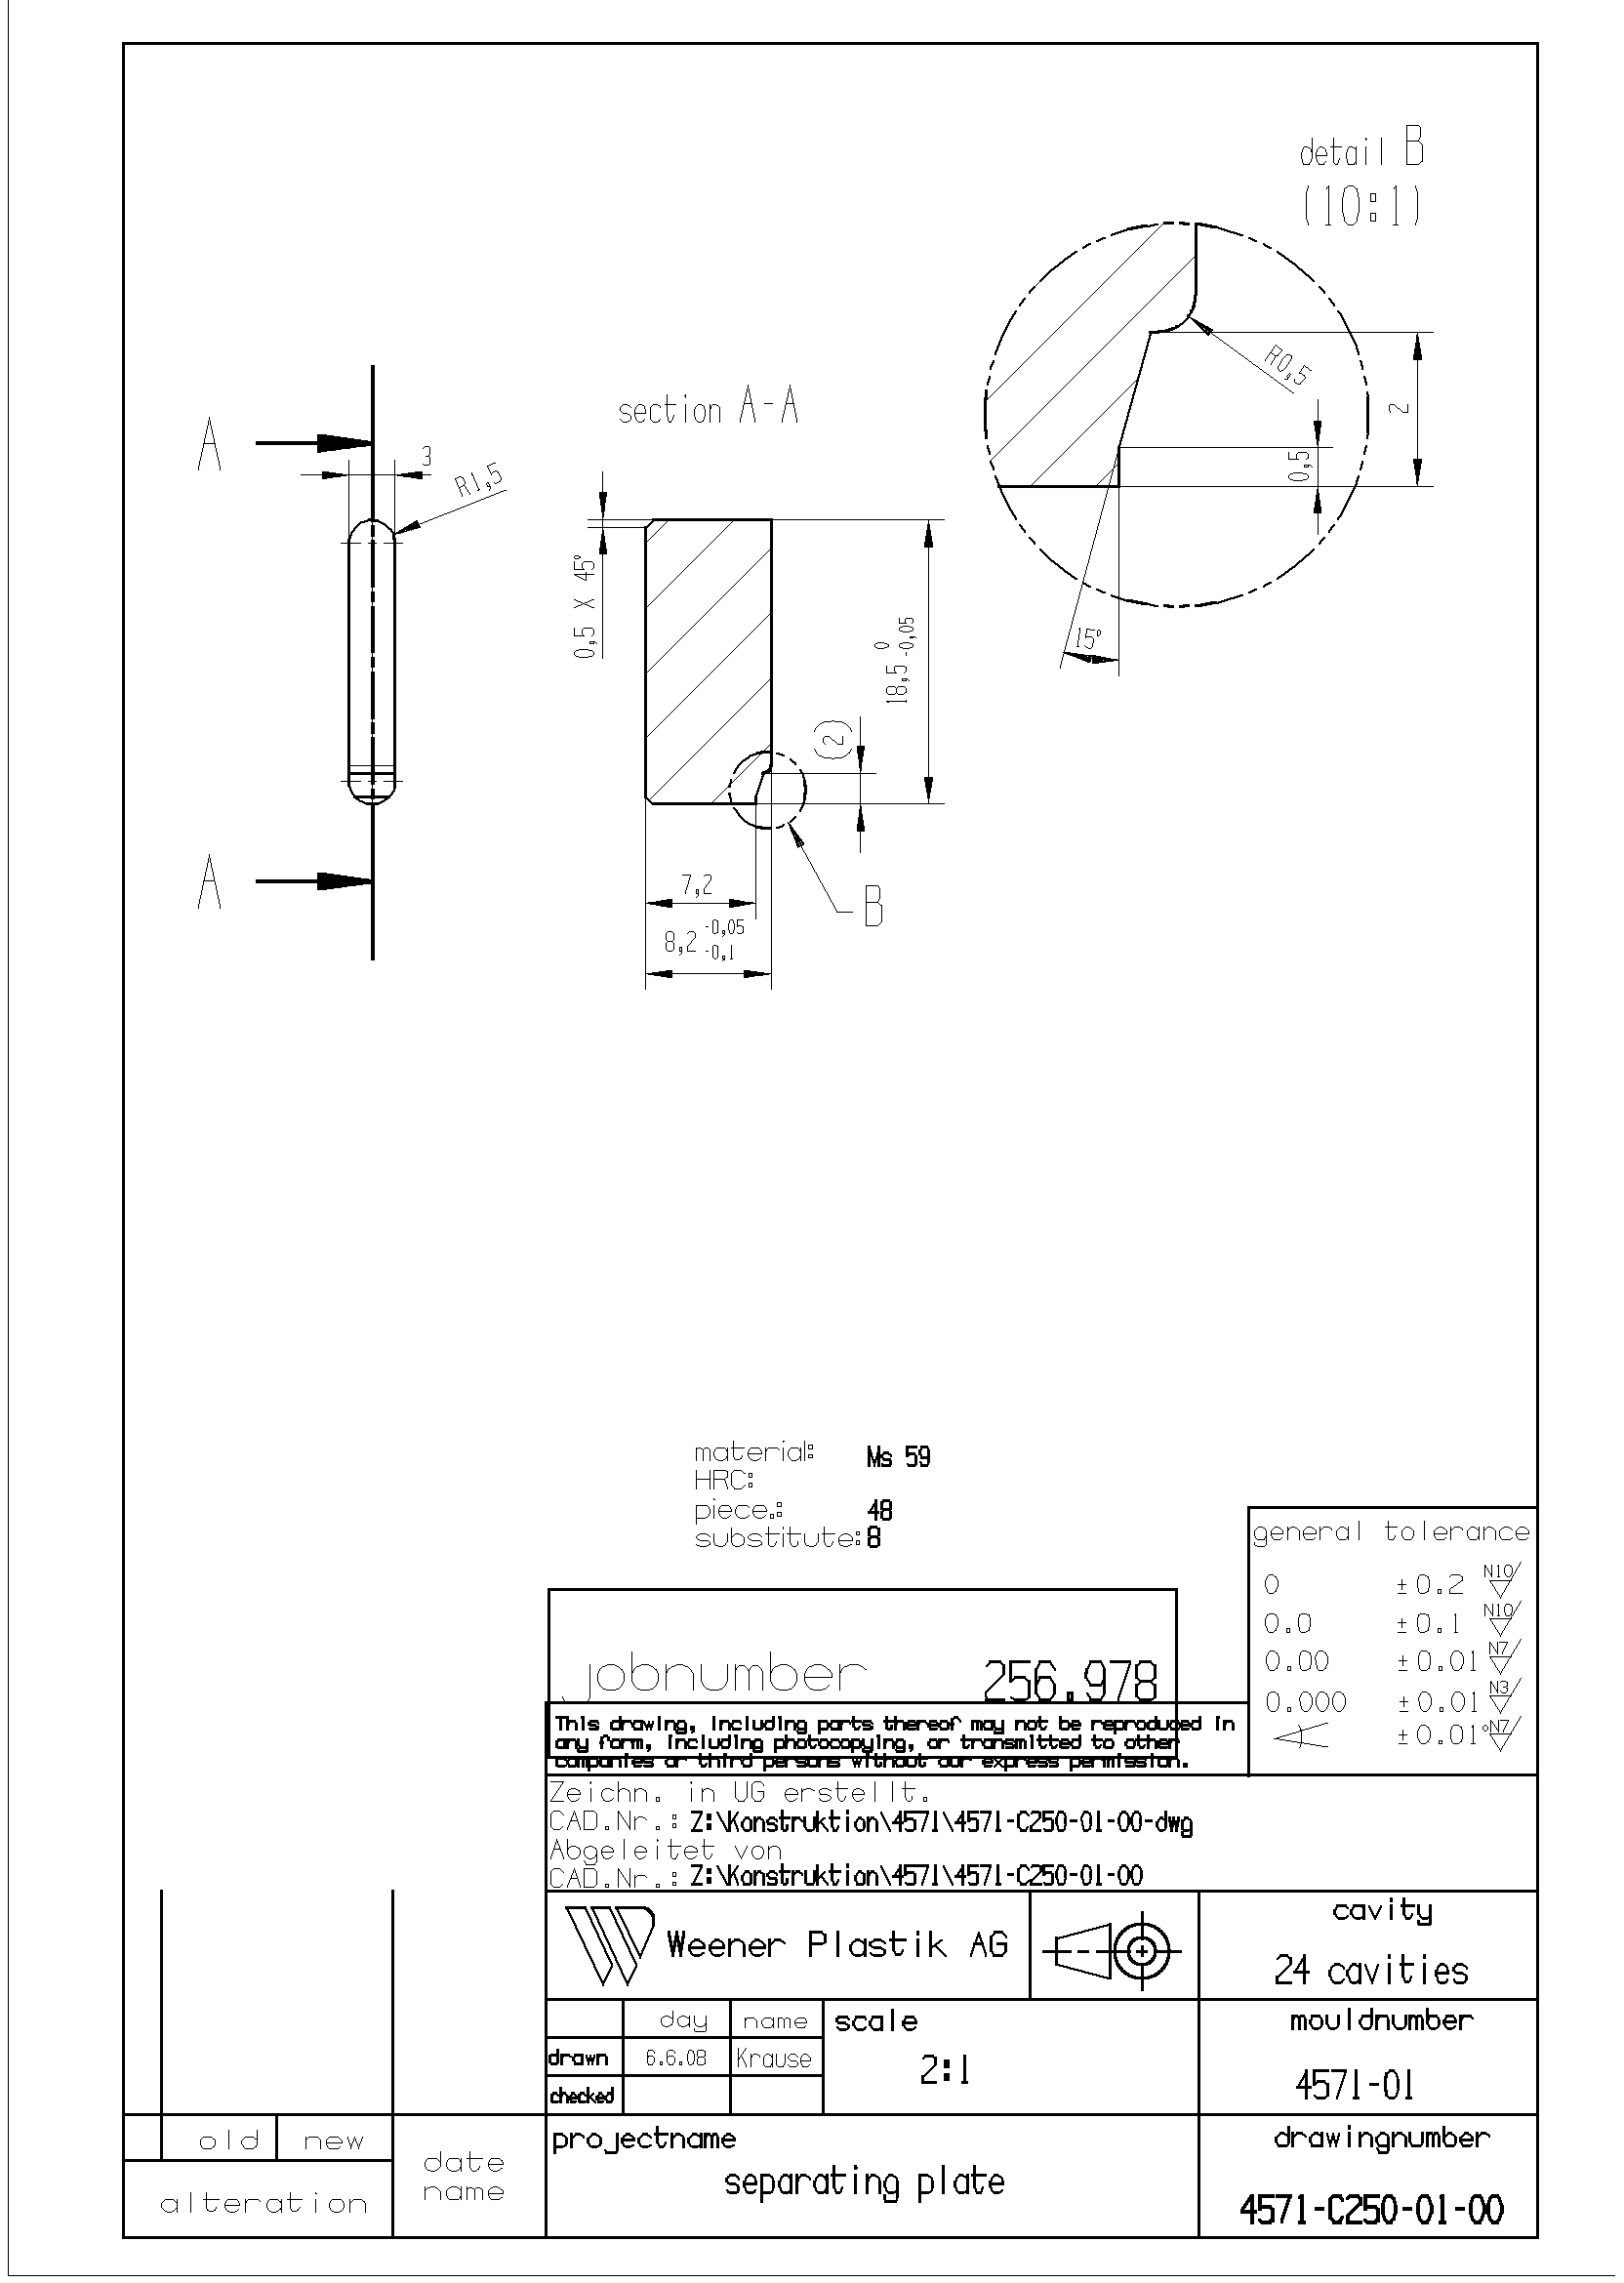 detail B
(10:1)
R0,5
2
0,5
15°
section A-A
A
3
R1,5
0,5 X 45°
18,5 0 -0,05
(2)
A
7,2
B
8,2 -0,05 -0,1
material: Ms 59
HRC:
piece.: 48
substitute: 8
general tolerance
0 ±0.2 N10
0.0 ±0.1 N10
0.00 ±0.01 N7
0.000 ±0.01 N3
±0.01° N7
jobnumber 256.978
This drawing, including parts thereof may not be reproduced in
any form, including photocopying, or transmitted to other
companies or third persons without our express permission.
Zeichn. in UG erstellt.
CAD.Nr.: Z:\Konstruktion\4571\4571-C250-01-00-dwg
Abgeleitet von
CAD.Nr.: Z:\Konstruktion\4571\4571-C250-01-00
Weener Plastik AG
cavity
24 cavities
day name scale
drawn 6.6.08 Krause
2:1
checked
mouldnumber
4571-01
old new
alteration
date
name
projectname
separating plate
drawingnumber
4571-C250-01-00